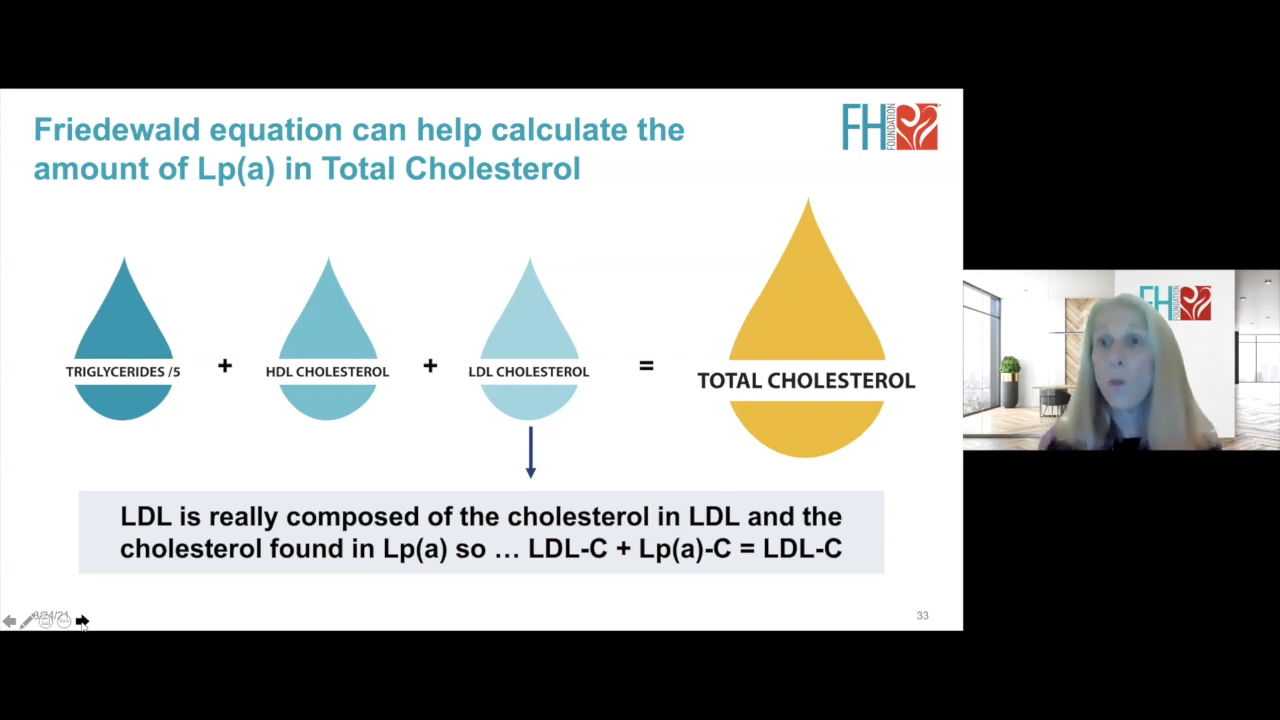 Friedewald equation can help calculate the
amount of Lp(a) in Total Cholesterol
FH
FOUNDATION
TRIGLYCERIDES /5
+
HDL CHOLESTEROL
+
LDL CHOLESTEROL
=
TOTAL CHOLESTEROL
LDL is really composed of the cholesterol in LDL and the
cholesterol found in Lp(a) so … LDL-C + Lp(a)-C = LDL-C
33
FH
FOUNDATION